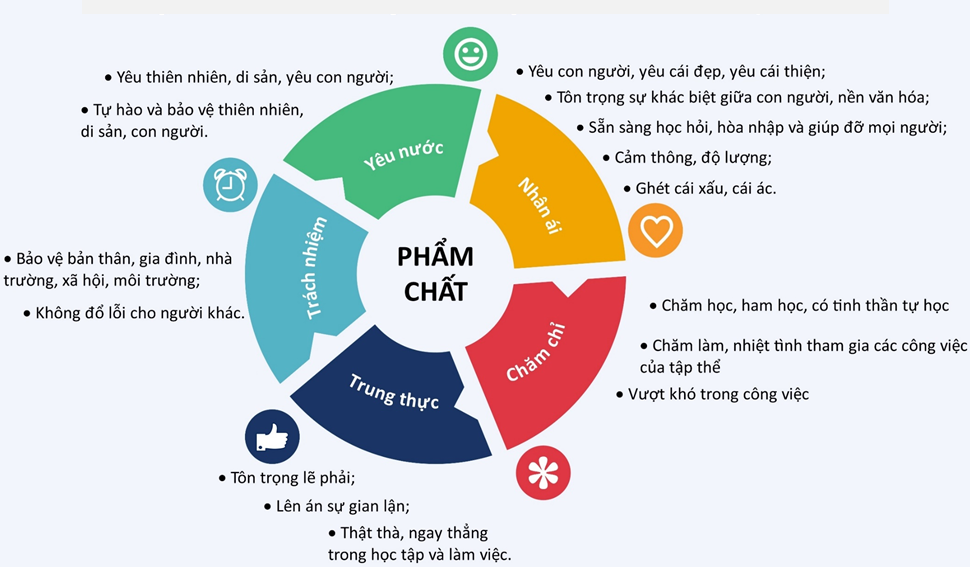 • Yêu thiên nhiên, di sản, yêu con người;
• Tự hào và bảo vệ thiên nhiên,
di sản, con người.
Yêu nước
• Yêu con người, yêu cái đẹp, yêu cái thiện;
• Tôn trọng sự khác biệt giữa con người, nền văn hóa;
• Sẵn sàng học hỏi, hòa nhập và giúp đỡ mọi người;
• Cảm thông, độ lượng;
• Ghét cái xấu, cái ác.
Nhân ái
PHẨM
CHẤT
Trách nhiệm
• Bảo vệ bản thân, gia đình, nhà
trường, xã hội, môi trường;
• Không đổ lỗi cho người khác.
Chăm chỉ
• Chăm học, ham học, có tinh thần tự học
• Chăm làm, nhiệt tình tham gia các công việc
của tập thể
• Vượt khó trong công việc
Trung thực
• Tôn trọng lẽ phải;
• Lên án sự gian lận;
• Thật thà, ngay thẳng
trong học tập và làm việc.